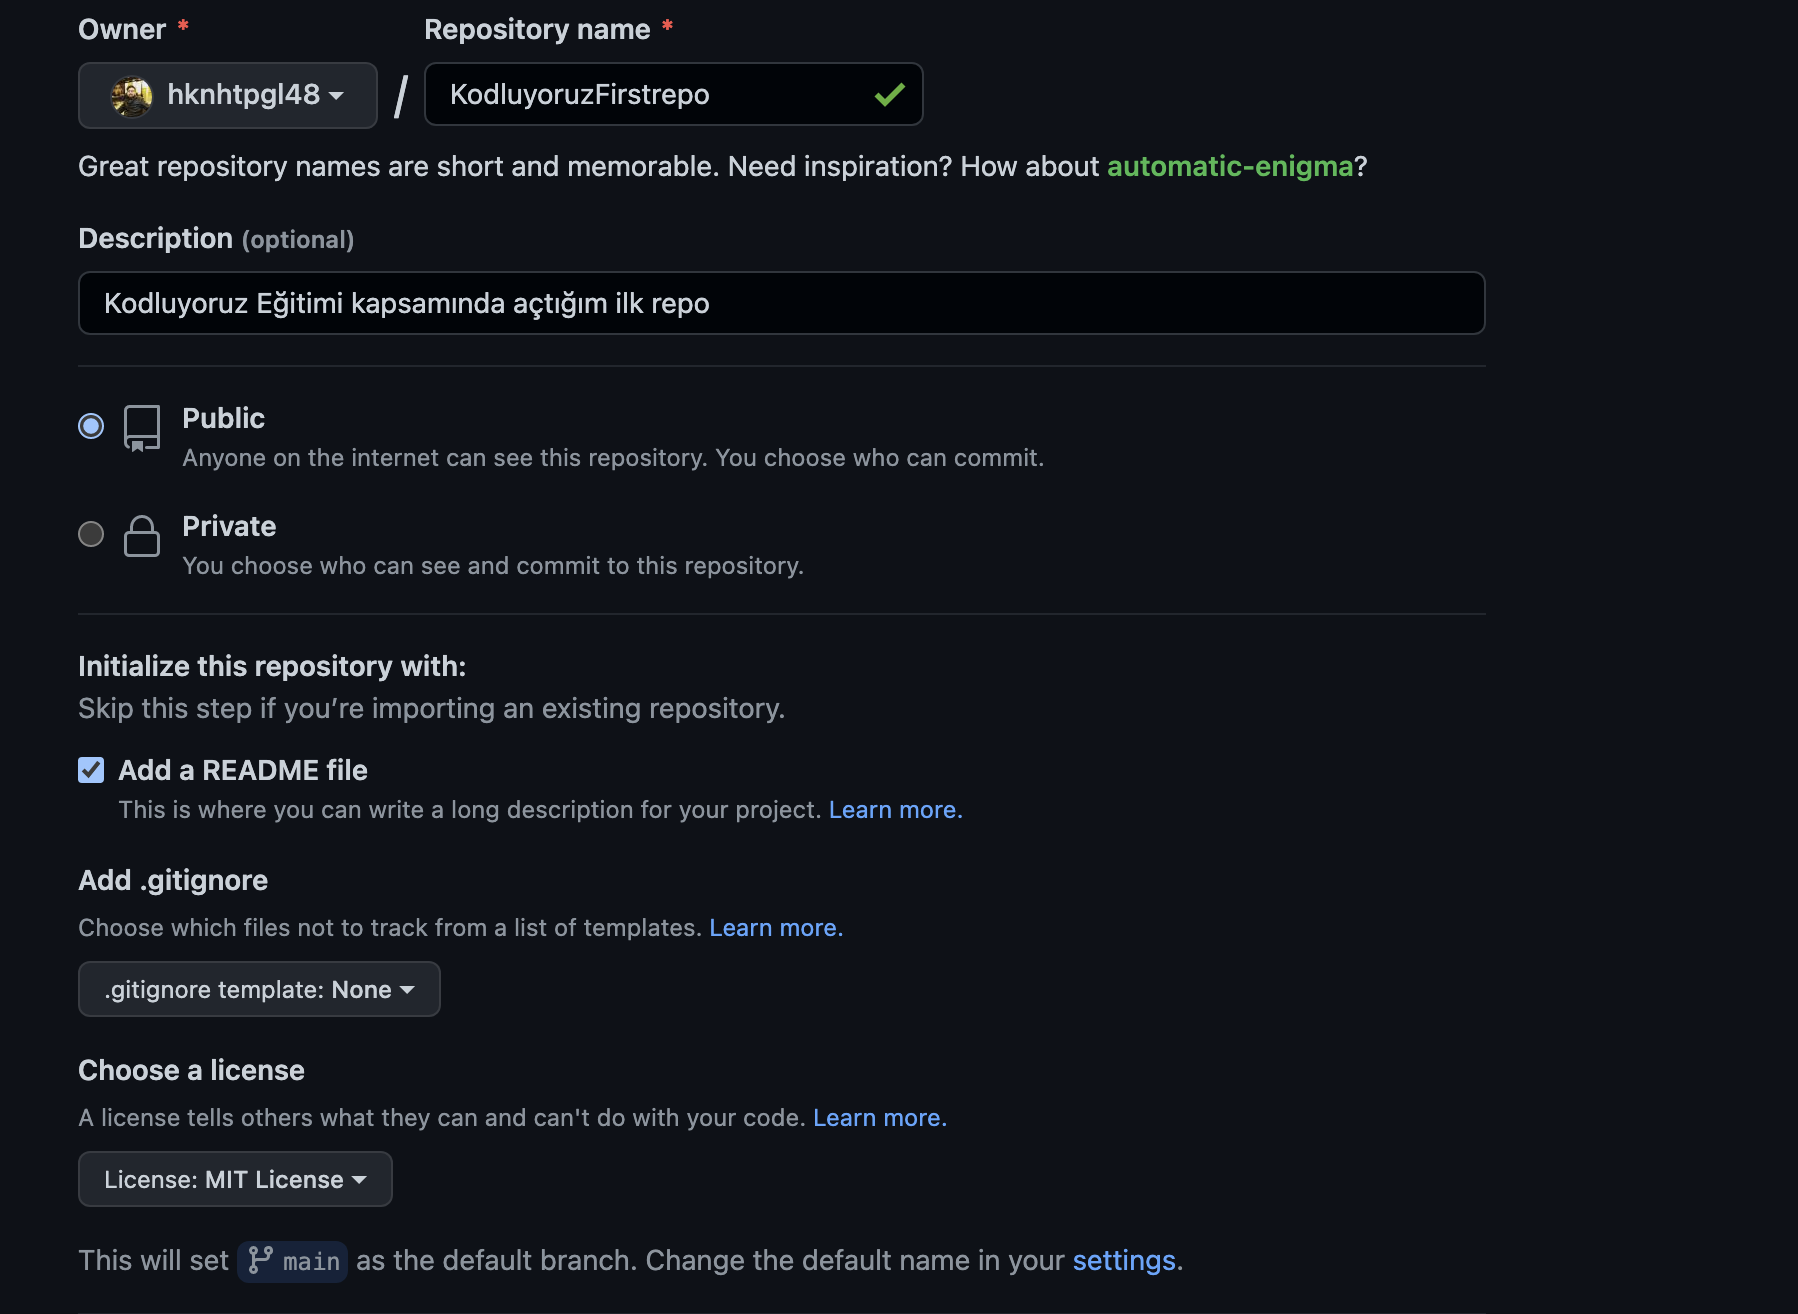 Owner *
Repository name *
hknhtpgl48
/
KodluyoruzFirstrepo
Great repository names are short and memorable. Need inspiration? How about automatic-enigma?
Description (optional)
Kodluyoruz Eğitimi kapsamında açtığım ilk repo
Public
Anyone on the internet can see this repository. You choose who can commit.
Private
You choose who can see and commit to this repository.
Initialize this repository with:
Skip this step if you’re importing an existing repository.
Add a README file
This is where you can write a long description for your project. Learn more.
Add .gitignore
Choose which files not to track from a list of templates. Learn more.
.gitignore template: None
Choose a license
A license tells others what they can and can't do with your code. Learn more.
License: MIT License
This will set main as the default branch. Change the default name in your settings.